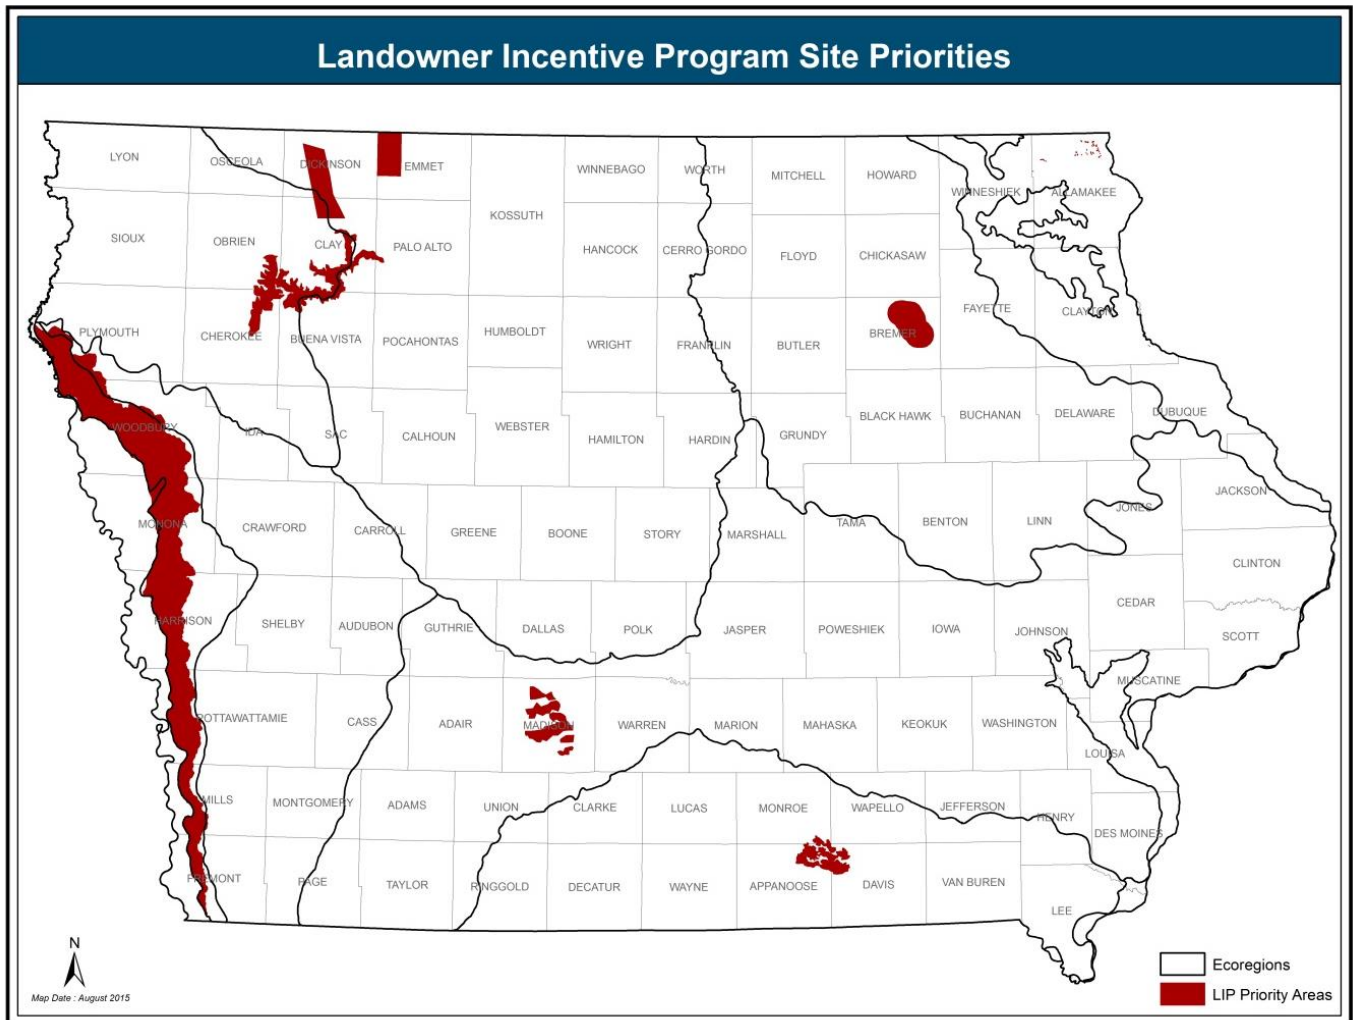 Landowner Incentive Program Site Priorities
LYON
OSCEOLA
DICKINSON
EMMET
WINNEBAGO
WORTH
MITCHELL
HOWARD
WINNESHIEK
ALLAMAKEE
KOSSUTH
SIOUX
OBRIEN
CLAY
PALO ALTO
HANCOCK
CERRO GORDO
FLOYD
CHICKASAW
FAYETTE
CLAYTON
PLYMOUTH
CHEROKEE
BUENA VISTA
POCAHONTAS
HUMBOLDT
WRIGHT
FRANKLIN
BUTLER
BREMER
WOODBURY
IDA
SAC
CALHOUN
WEBSTER
HAMILTON
HARDIN
GRUNDY
BLACK HAWK
BUCHANAN
DELAWARE
DUBUQUE
MONONA
CRAWFORD
CARROLL
GREENE
BOONE
STORY
MARSHALL
TAMA
BENTON
LINN
JONES
JACKSON
CLINTON
HARRISON
SHELBY
AUDUBON
GUTHRIE
DALLAS
POLK
JASPER
POWESHIEK
IOWA
JOHNSON
CEDAR
SCOTT
MUSCATINE
POTTAWATTAMIE
CASS
ADAIR
MADISON
WARREN
MARION
MAHASKA
KEOKUK
WASHINGTON
LOUISA
MILLS
MONTGOMERY
ADAMS
UNION
CLARKE
LUCAS
MONROE
WAPELLO
JEFFERSON
HENRY
DES MOINES
FREMONT
PAGE
TAYLOR
RINGGOLD
DECATUR
WAYNE
APPANOOSE
DAVIS
VAN BUREN
LEE
N
Map Date : August 2015
Ecoregions
LIP Priority Areas